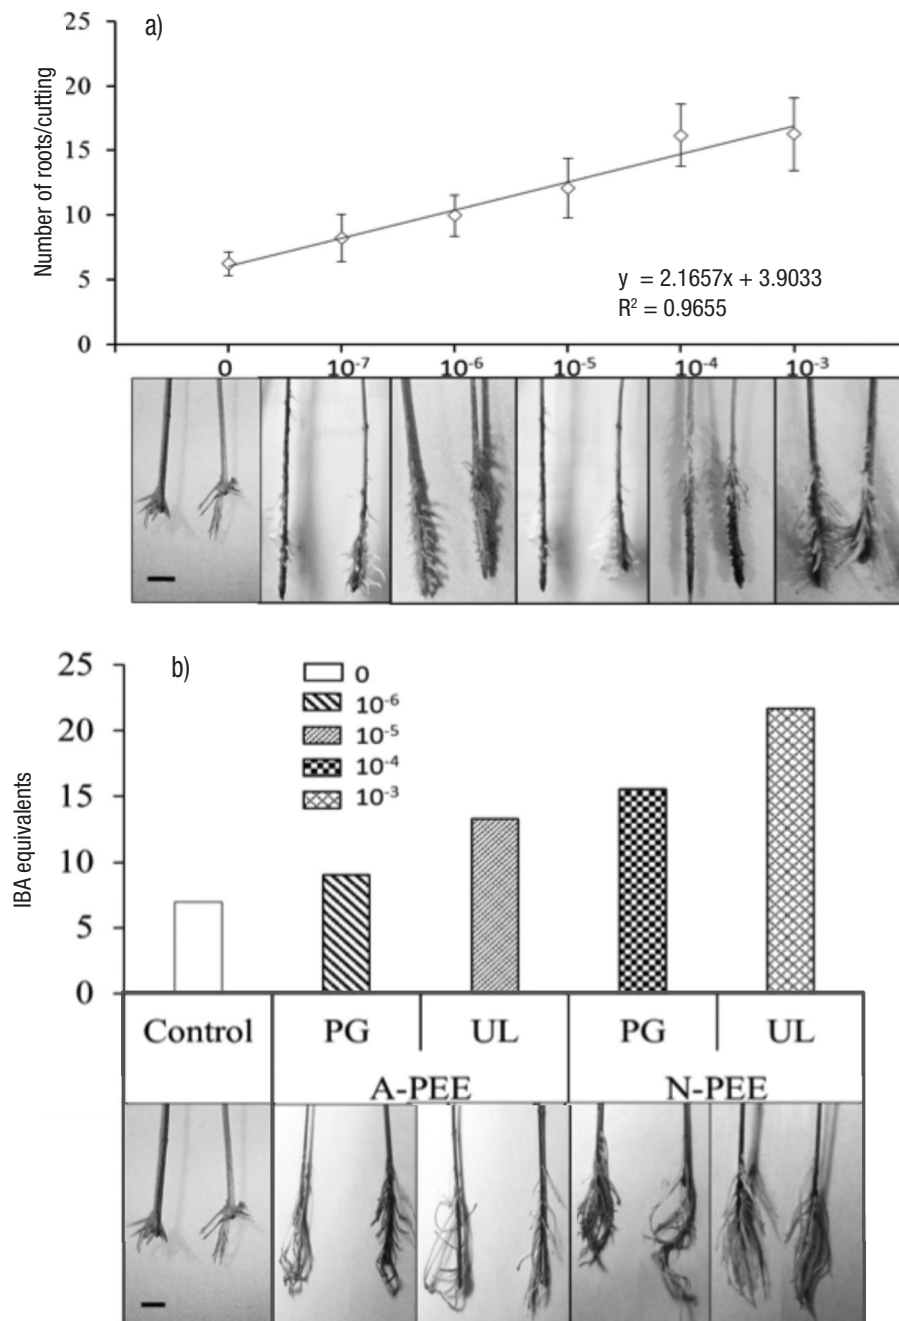 a)
25
20
15
10
5
0
Number of roots/cutting
y = 2.1657x + 3.9033
R² = 0.9655
0 10⁻⁷ 10⁻⁶ 10⁻⁵ 10⁻⁴ 10⁻³
b)
25
20
15
10
5
0
IBA equivalents
0
10⁻⁶
10⁻⁵
10⁻⁴
10⁻³
Control PG UL PG UL
A-PEE N-PEE